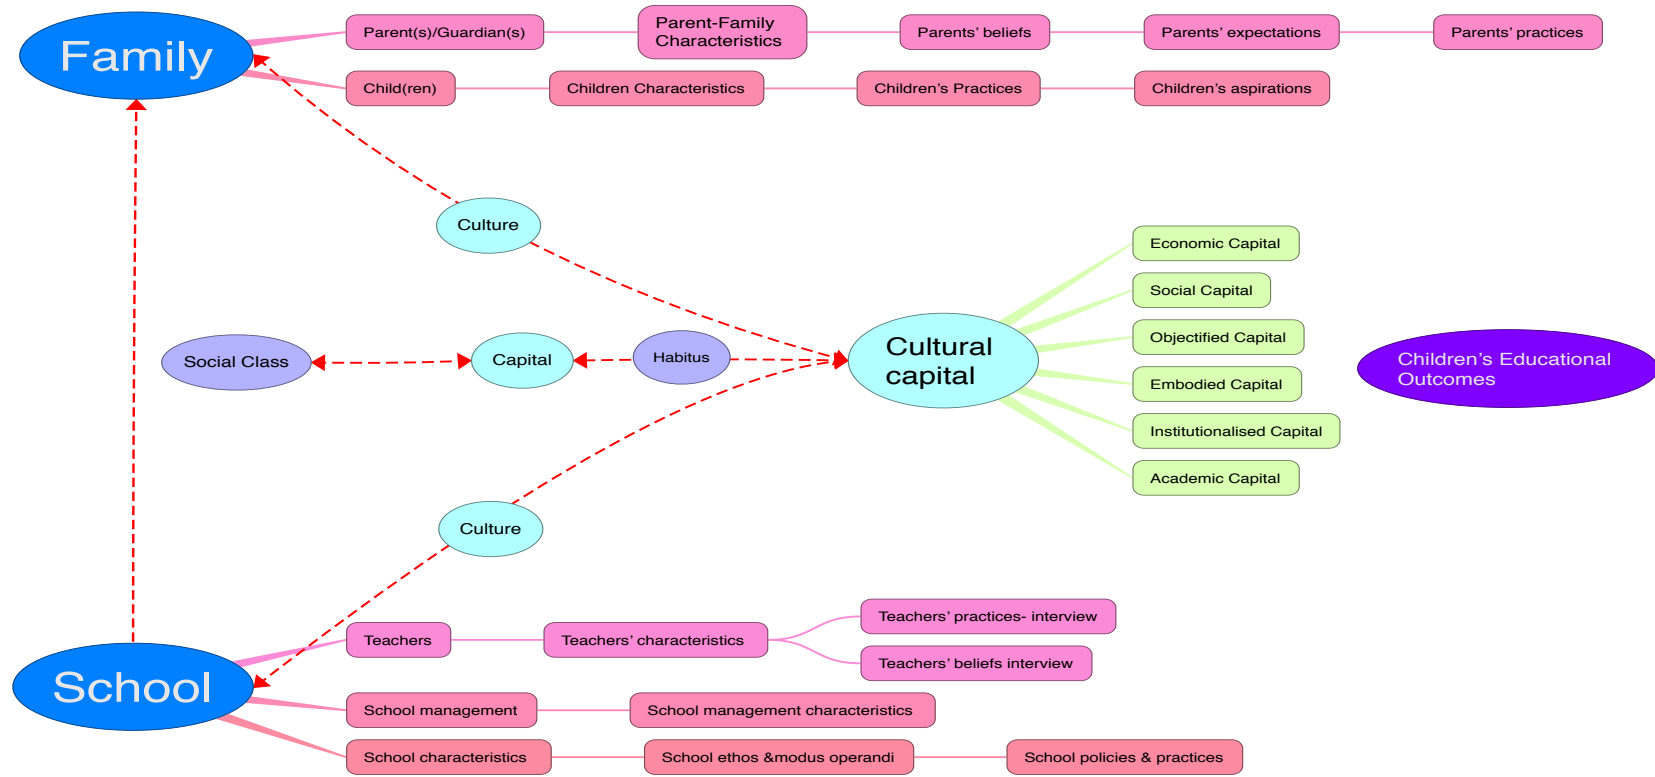 Family
Parent(s)/Guardian(s)
Parent-Family
Characteristics
Parents’ beliefs
Parents’ expectations
Parents’ practices
Child(ren)
Children Characteristics
Children’s Practices
Children’s aspirations
Culture
Economic Capital
Social Capital
Objectified Capital
Embodied Capital
Institutionalised Capital
Academic Capital
Social Class
Capital
Habitus
Cultural
capital
Children’s Educational
Outcomes
Culture
School
Teachers
Teachers’ characteristics
Teachers’ practices- interview
Teachers’ beliefs interview
School management
School management characteristics
School characteristics
School ethos &modus operandi
School policies & practices